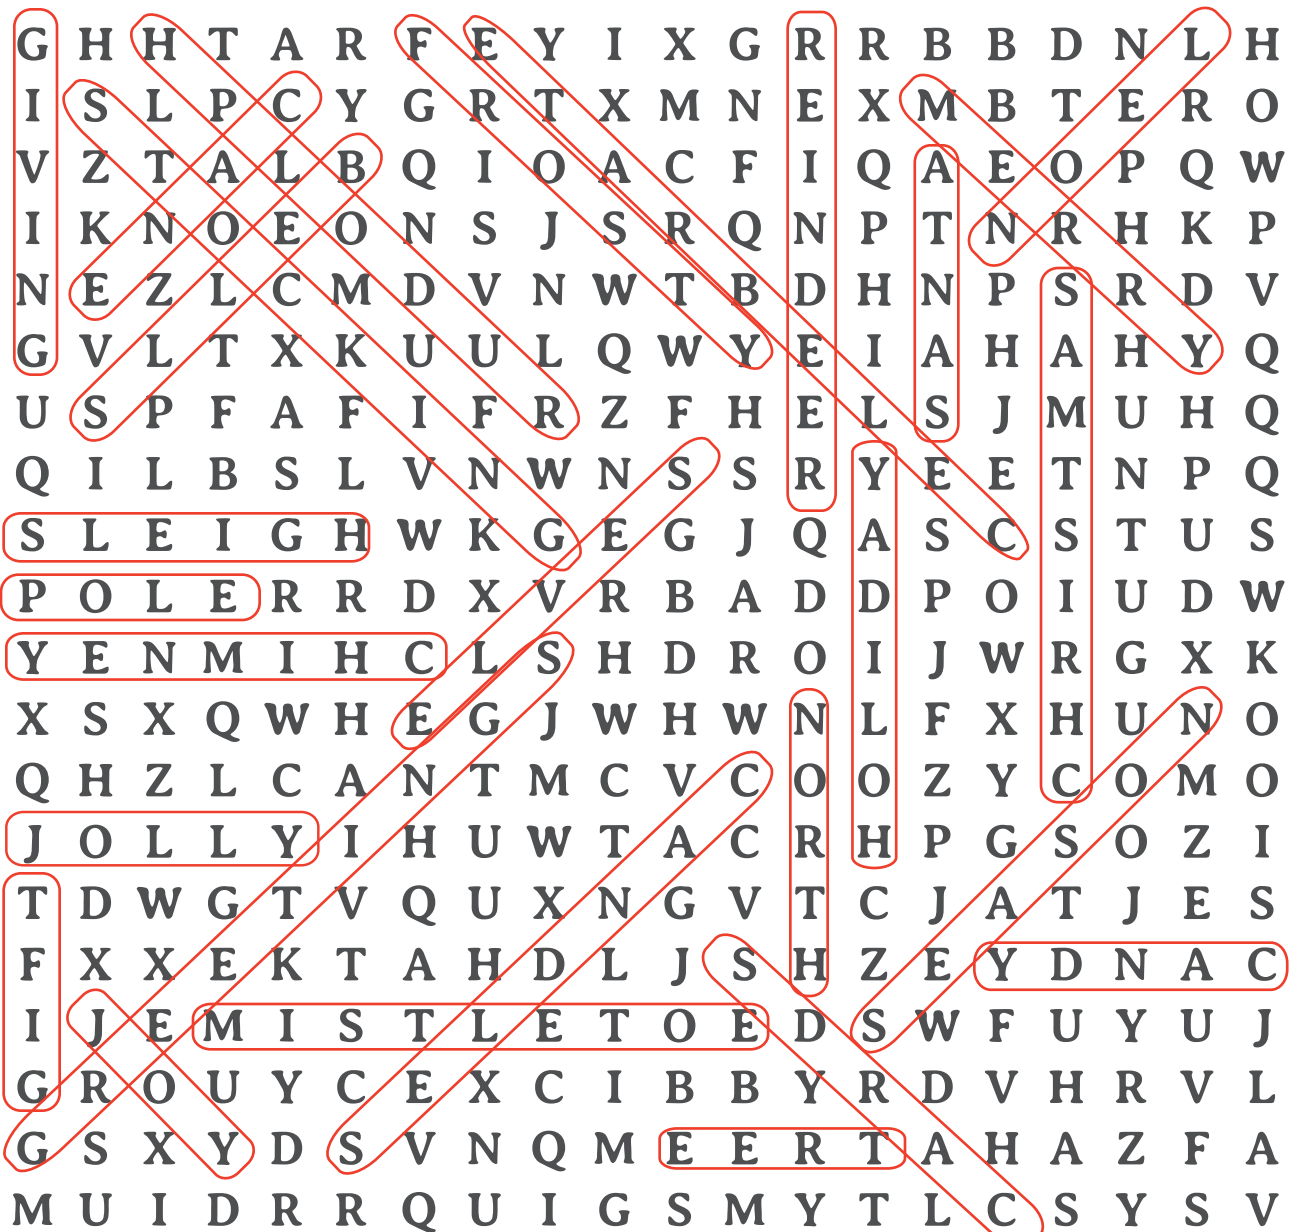 G H H T A R F E Y I X G R R B B D N L H
I S L P C Y G R T X M N E X M B T E R O
V Z T A L B Q I O A C F I Q A E O P Q W
I K N O E O N S J S R Q N P T N R H K P
N E Z L C M D V N W T B D H N P S R D V
G V L T X K U U L Q W Y E I A H A H Y Q
U S P F A F I F R Z F H E L S J M U H Q
Q I L B S L V N W N S S R Y E E T N P Q
S L E I G H W K G E G J Q A S C S T U S
P O L E R R D X V R B A D D P O I U D W
Y E N M I H C L S H D R O I J W R G X K
X S X Q W H E G J W H W N L F X H U N O
Q H Z L C A N T M C V C O O Z Y C O M O
J O L L Y I H U W T A C R H P G S O Z I
T D W G T V Q U X N G V T C J A T J E S
F X X E K T A H D L J S H Z E Y D N A C
I J E M I S T L E T O E D S W F U Y U J
G R O U Y C E X C I B B Y R D V H R V L
G S X Y D S V N Q M E E R T A H A Z F A
M U I D R R Q U I G S M Y T L C S Y S V